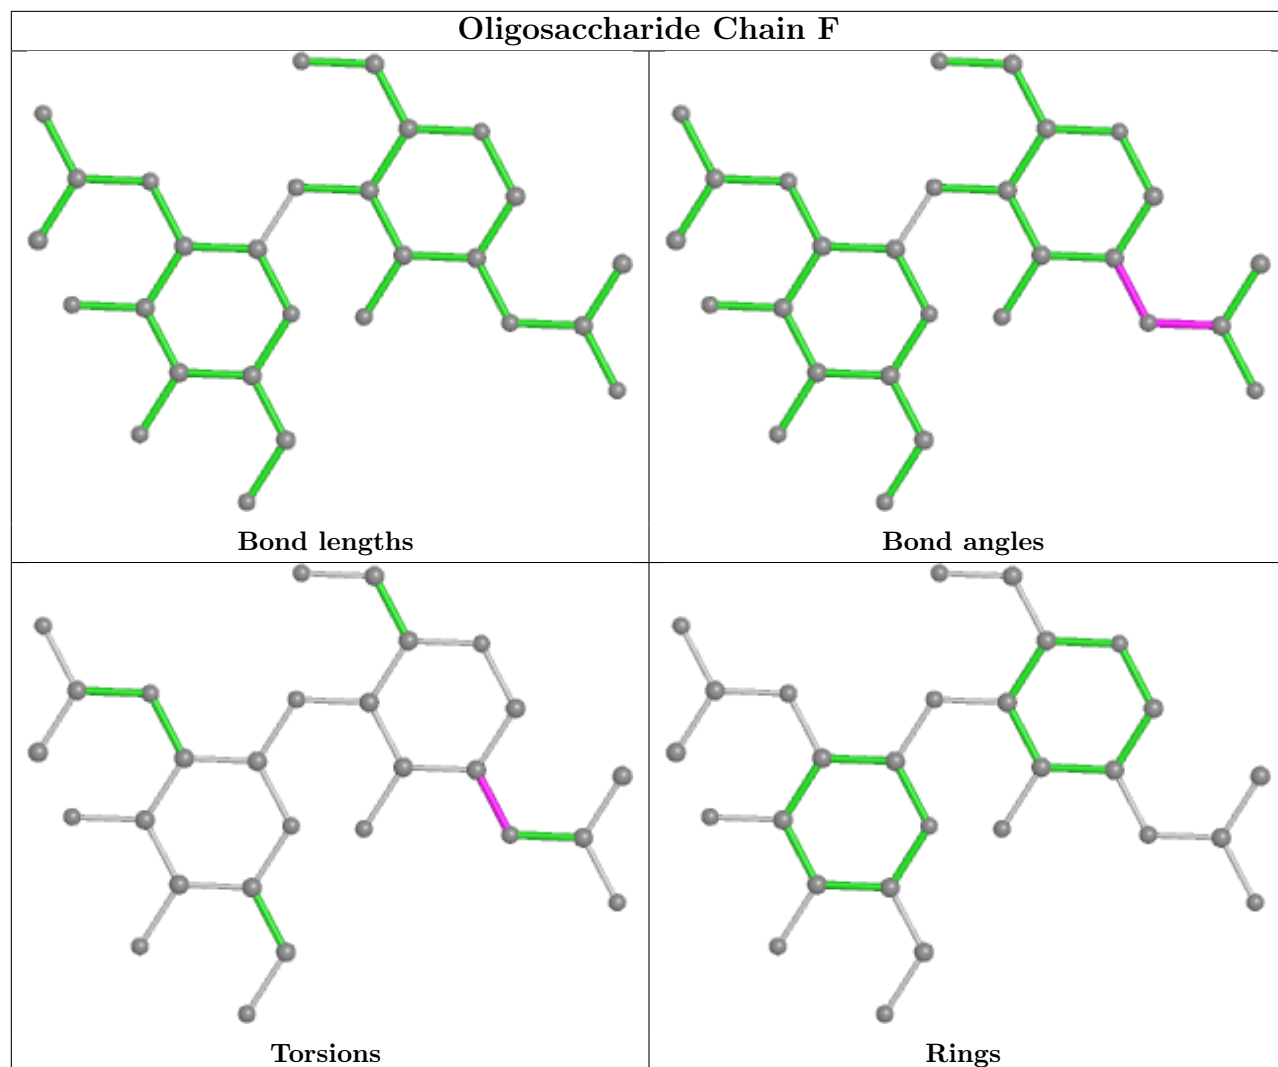 Oligosaccharide Chain F
Bond lengths
Bond angles
Torsions
Rings